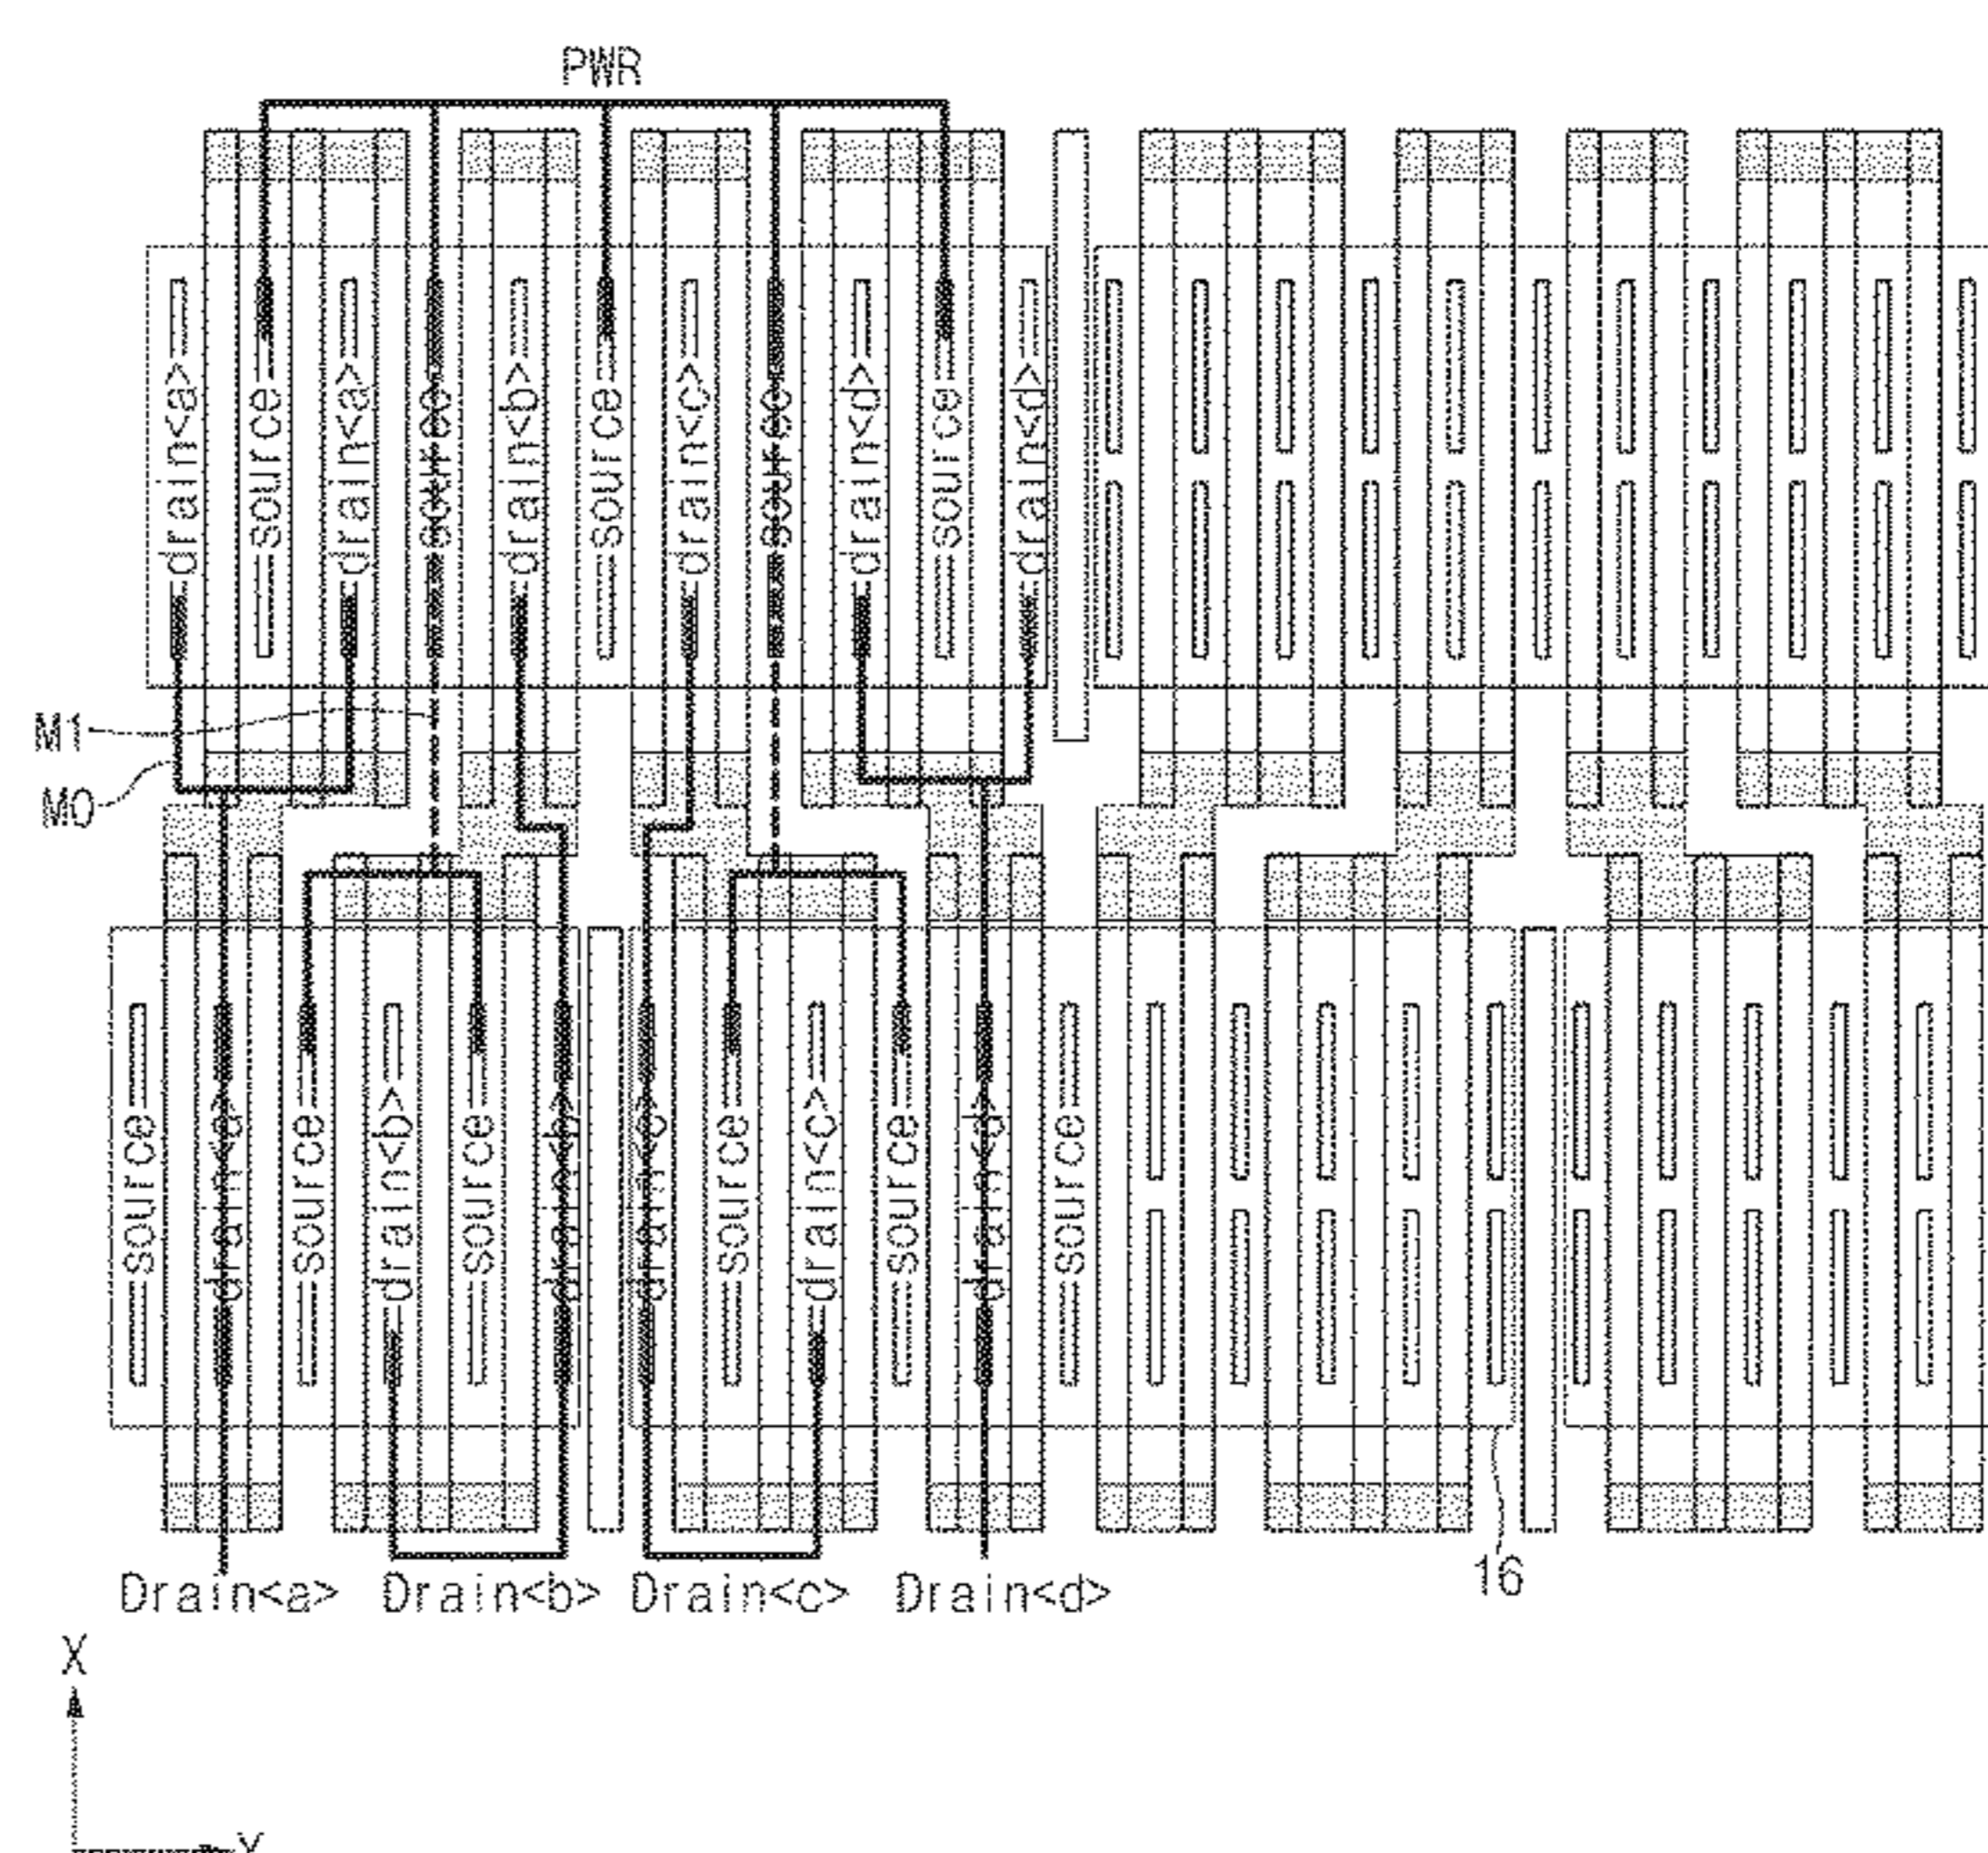 PWR
drain<a> source drain<a> source drain<b> source drain<c> source drain<d> source drain<d>
M1
M0
source drain<a> source drain<b> source drain<b> drain<c> source drain<c> source drain<d> source
Drain<a> Drain<b> Drain<c> Drain<d>
16
X
Y